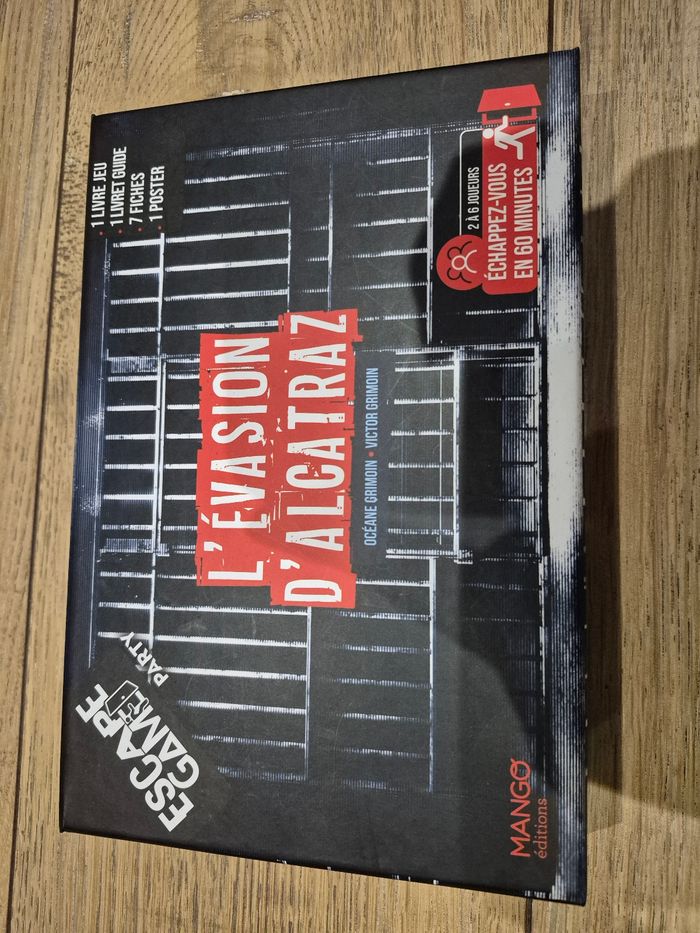 ESCAPE
GAME
PARTY
• 1 LIVRE JEU
• 1 LIVRET GUIDE
• 7 FICHES
• 1 POSTER
L'ÉVASION
D'ALCATRAZ
OCÉANE GRIMOIN • VICTOR GRIMOIN
2 À 6 JOUEURS
ÉCHAPPEZ-VOUS
EN 60 MINUTES
MANGO
éditions